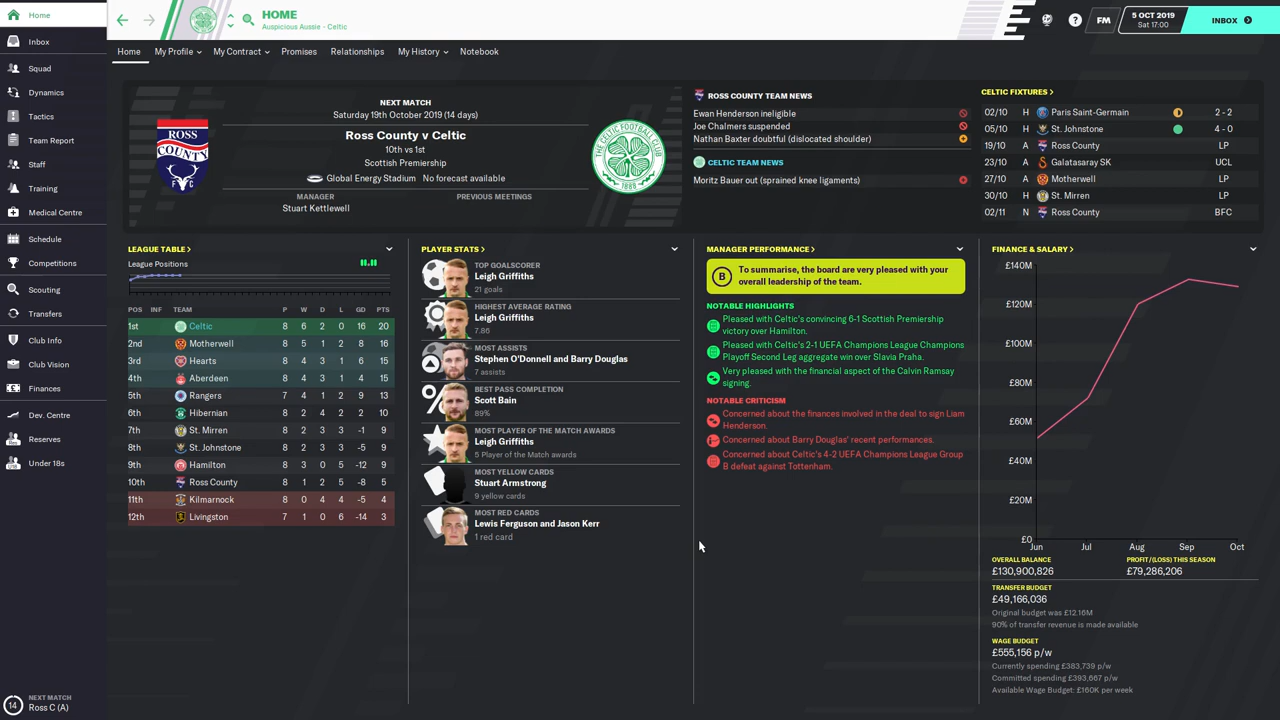 Home
Inbox
Squad
Dynamics
Tactics
Team Report
Staff
Training
Medical Centre
Schedule
Competitions
Scouting
Transfers
Club Info
Club Vision
Finances
Dev. Centre
Reserves
Under 18s
14
NEXT MATCH
Ross C (A)
HOME
Auspicious Aussie - Celtic
?
FM
5 OCT 2019
Sat 17:00
INBOX
Home
My Profile
My Contract
Promises
Relationships
My History
Notebook
ROSS
COUNTY
F C
NEXT MATCH
Saturday 19th October 2019 (14 days)
Ross County v Celtic
10th vs 1st
Scottish Premiership
Global Energy Stadium No forecast available
MANAGER
Stuart Kettlewell
PREVIOUS MEETINGS
THE CELTIC FOOTBALL CLUB
1888
ROSS COUNTY TEAM NEWS
Ewan Henderson ineligible
Joe Chalmers suspended
Nathan Baxter doubtful (dislocated shoulder)
CELTIC TEAM NEWS
Moritz Bauer out (sprained knee ligaments)
CELTIC FIXTURES >
02/10 H Paris Saint-Germain 2 - 2
05/10 H St. Johnstone 4 - 0
19/10 A Ross County LP
23/10 A Galatasaray SK UCL
27/10 A Motherwell LP
30/10 H St. Mirren LP
02/11 N Ross County BFC
LEAGUE TABLE >
League Positions
POS INF TEAM P W D L GD PTS
1st Celtic 8 6 2 0 16 20
2nd Motherwell 8 5 1 2 8 16
3rd Hearts 8 4 3 1 6 15
4th Aberdeen 8 4 3 1 4 15
5th Rangers 7 4 1 2 9 13
6th Hibernian 8 2 4 2 2 10
7th St. Mirren 8 2 3 3 -1 9
8th St. Johnstone 8 2 3 3 -4 9
9th Hamilton 8 3 0 5 -12 9
10th Ross County 8 1 2 5 -8 5
11th Kilmarnock 8 0 4 4 -5 4
12th Livingston 7 1 0 6 -14 3
PLAYER STATS >
TOP GOALSCORER
Leigh Griffiths
21 goals
HIGHEST AVERAGE RATING
Leigh Griffiths
7.86
MOST ASSISTS
Stephen O'Donnell and Barry Douglas
7 assists
BEST PASS COMPLETION
Scott Bain
89%
MOST PLAYER OF THE MATCH AWARDS
Leigh Griffiths
5 Player of the Match awards
MOST YELLOW CARDS
Stuart Armstrong
9 yellow cards
MOST RED CARDS
Lewis Ferguson and Jason Kerr
1 red card
MANAGER PERFORMANCE >
B
To summarise, the board are very pleased with your
overall leadership of the team.
NOTABLE HIGHLIGHTS
Pleased with Celtic's convincing 6-1 Scottish Premiership
victory over Hamilton.
Pleased with Celtic's 2-1 UEFA Champions League Champions
Playoff Second Leg aggregate win over Slavia Praha.
Very pleased with the financial aspect of the Calvin Ramsay
signing.
NOTABLE CRITICISM
Concerned about the finances involved in the deal to sign Liam
Henderson.
Concerned about Barry Douglas' recent performances.
Concerned about Celtic's 4-2 UEFA Champions League Group
B defeat against Tottenham.
FINANCE & SALARY >
£140M
£120M
£100M
£80M
£60M
£40M
£20M
£0
Jun Jul Aug Sep Oct
OVERALL BALANCE
£130,900,826
PROFIT/(LOSS) THIS SEASON
£79,286,206
TRANSFER BUDGET
£49,166,036
Original budget was £12.16M
90% of transfer revenue is made available
WAGE BUDGET
£555,156 p/w
Currently spending £383,739 p/w
Committed spending £393,667 p/w
Available Wage Budget: £160K per week